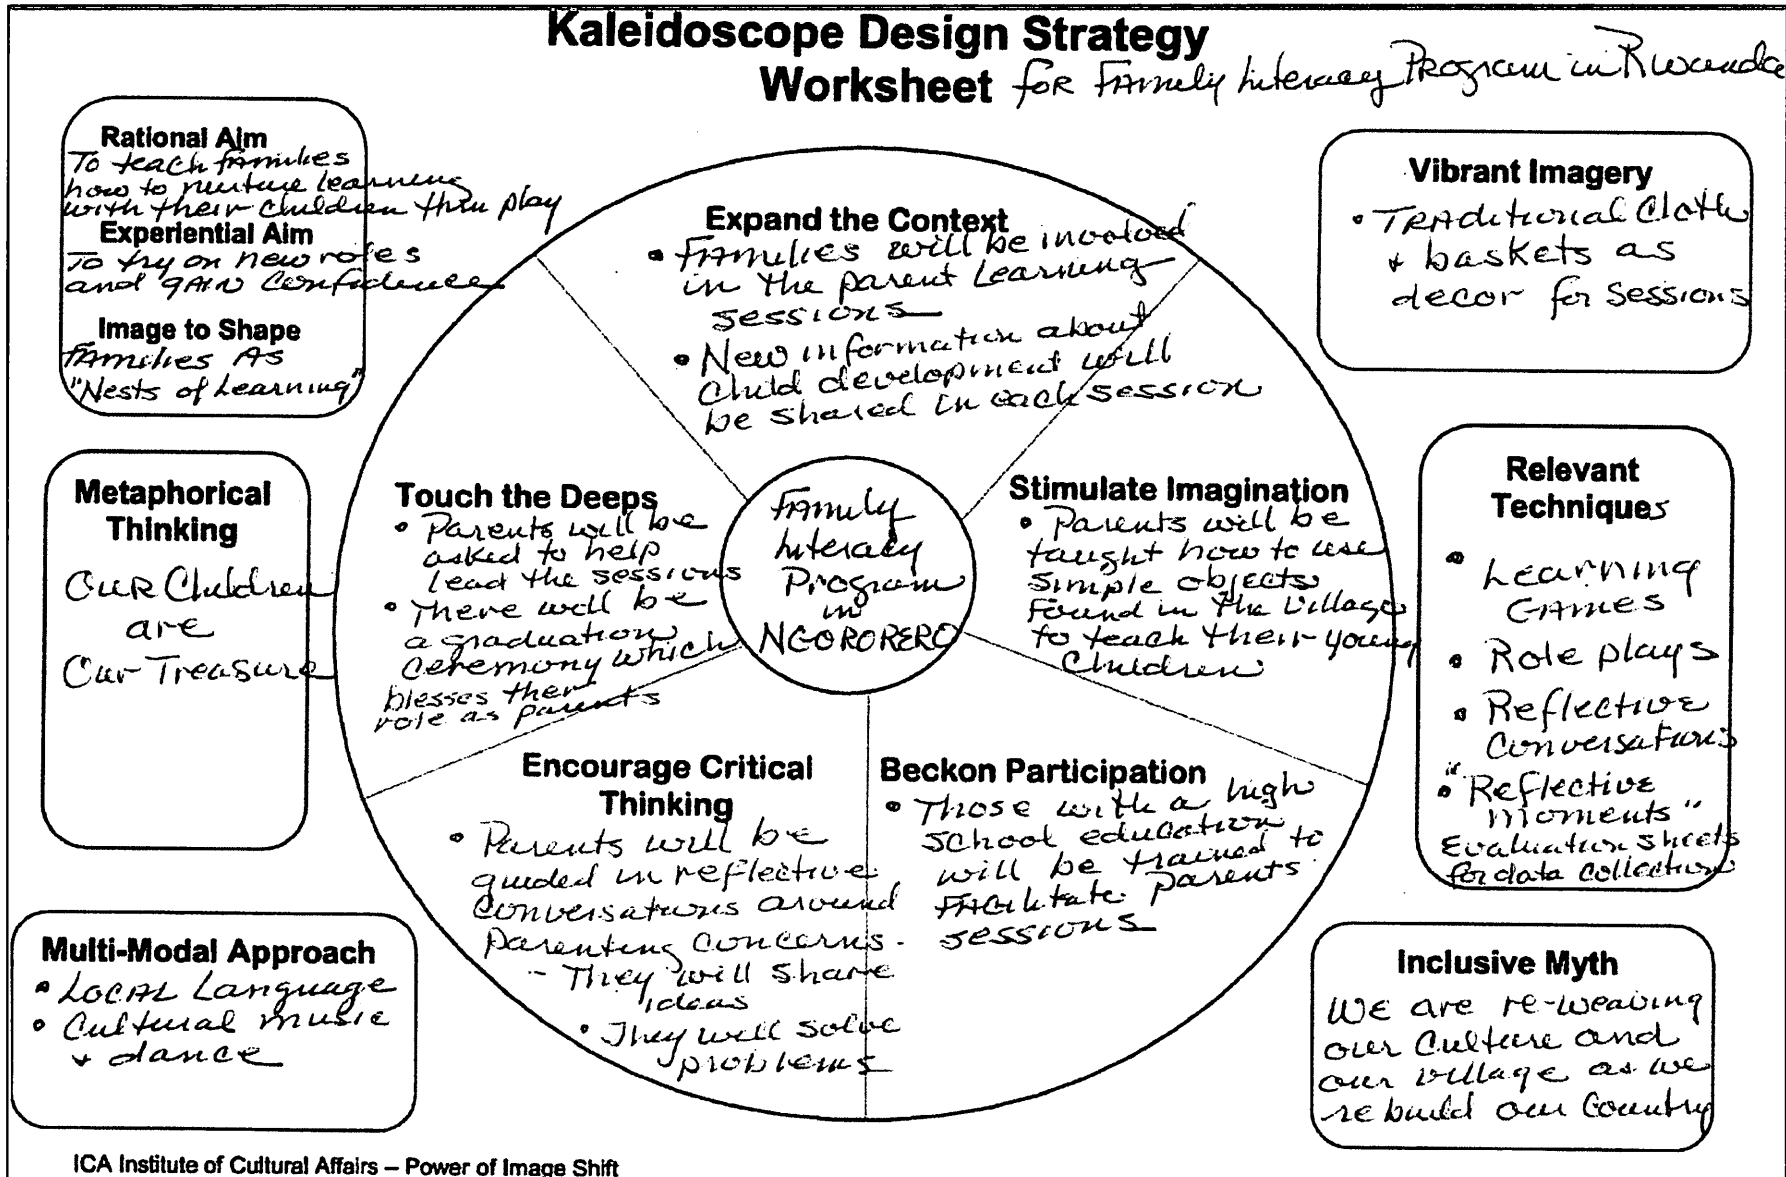 Kaleidoscope Design Strategy
Worksheet for Family Literacy Program in Rwanda
Rational Aim
To teach families
how to nurture learning
with their children thru play
Experiential Aim
To try on new roles
and gain confidence
Image to Shape
Families As
"Nests of Learning"
Metaphorical
Thinking
Our Children
are
Our Treasure
Multi-Modal Approach
• Local Language
• Cultural music
+ dance
Expand the Context
• Families will be involved
in the parent Learning
sessions
• New information about
Child development will
be shared in each session
Touch the Deeps
• Parents will be
asked to help
lead the sessions
• There will be
a graduation
ceremony which
blesses their
role as parents
Family
Literacy
Program
in
NGORORERO
Stimulate Imagination
• Parents will be
taught how to use
simple objects
found in the village
to teach their young
Children
Encourage Critical
Thinking
• Parents will be
guided in reflective
conversations around
parenting concerns.
- They will share
ideas
• They will solve
problems
Beckon Participation
• Those with a high
school education
will be trained to
facilitate parents
sessions
Vibrant Imagery
• Traditional Cloth
+ baskets as
decor for sessions
Relevant
Techniques
• Learning
Games
• Role plays
• Reflective
Conversations
• "Reflective
moments"
Evaluation sheets
for data collection
Inclusive Myth
We are re-weaving
our Culture and
our village as we
rebuild our Country
ICA Institute of Cultural Affairs – Power of Image Shift